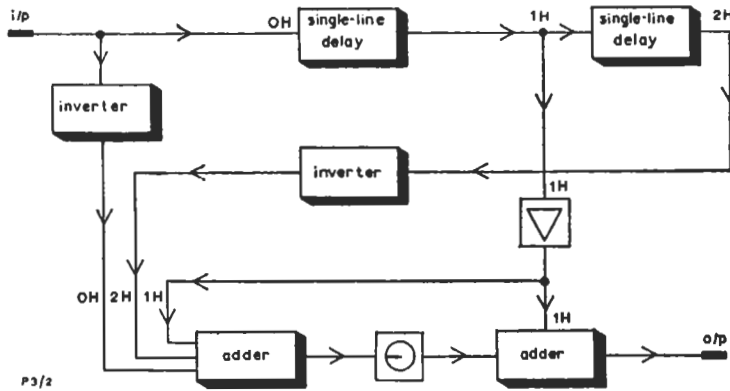 i/p
OH
single-line
delay
1H
single-line
delay
2H
inverter
inverter
1H
OH
2H
1H
1H
adder
adder
o/p
P3/2